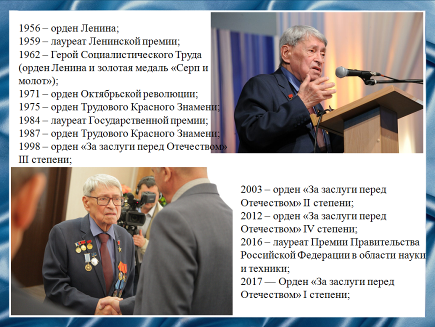 1956 – орден Ленина;
1959 – лауреат Ленинской премии;
1962 – Герой Социалистического Труда
(орден Ленина и золотая медаль «Серп и
молот»);
1971 – орден Октябрьской революции;
1975 – орден Трудового Красного Знамени;
1984 – лауреат Государственной премии;
1987 – орден Трудового Красного Знамени;
1998 – орден «За заслуги перед Отечеством»
III степени;
2003 – орден «За заслуги перед
Отечеством» II степени;
2012 – орден «За заслуги перед
Отечеством» IV степени;
2016 – лауреат Премии Правительства
Российской Федерации в области науки
и техники;
2017 — Орден «За заслуги перед
Отечеством» I степени;